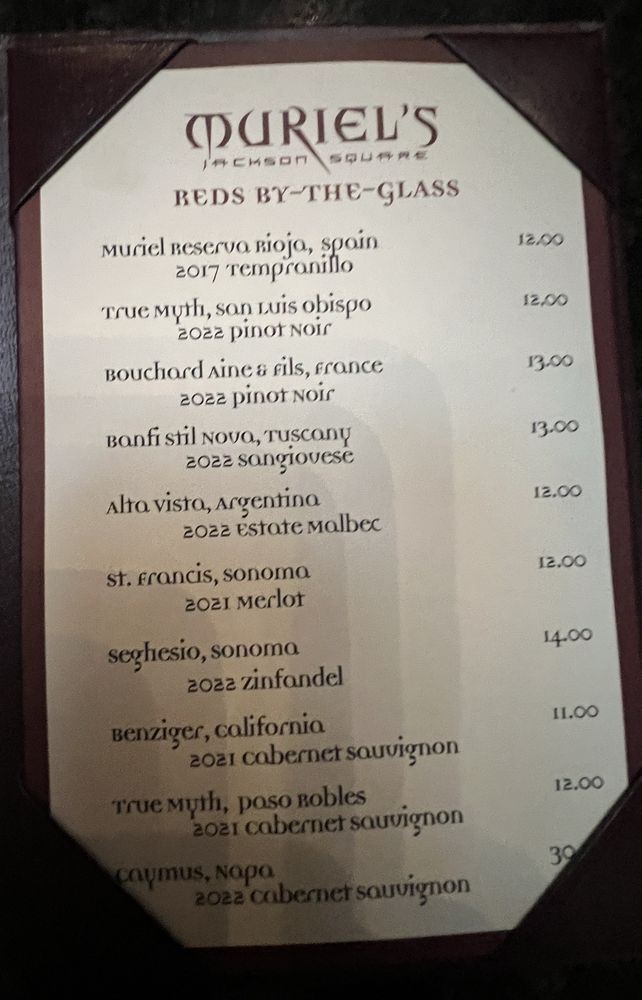 MURIEL'S
JACKSON SQUARE
REDS BY-THE-GLASS
Muriel Reserva Rioja, Spain 12.00
2017 Tempranillo
True Myth, San Luis Obispo 12.00
2022 Pinot Noir
Bouchard Aine & Fils, France 13.00
2022 Pinot Noir
Banfi Stil Nova, Tuscany 13.00
2022 Sangiovese
Alta Vista, Argentina 12.00
2022 Estate Malbec
St. Francis, Sonoma 12.00
2021 Merlot
Seghesio, Sonoma 14.00
2022 Zinfandel
Benziger, California 11.00
2021 Cabernet Sauvignon
True Myth, Paso Robles 12.00
2021 Cabernet Sauvignon
Caymus, Napa 30
2022 Cabernet Sauvignon